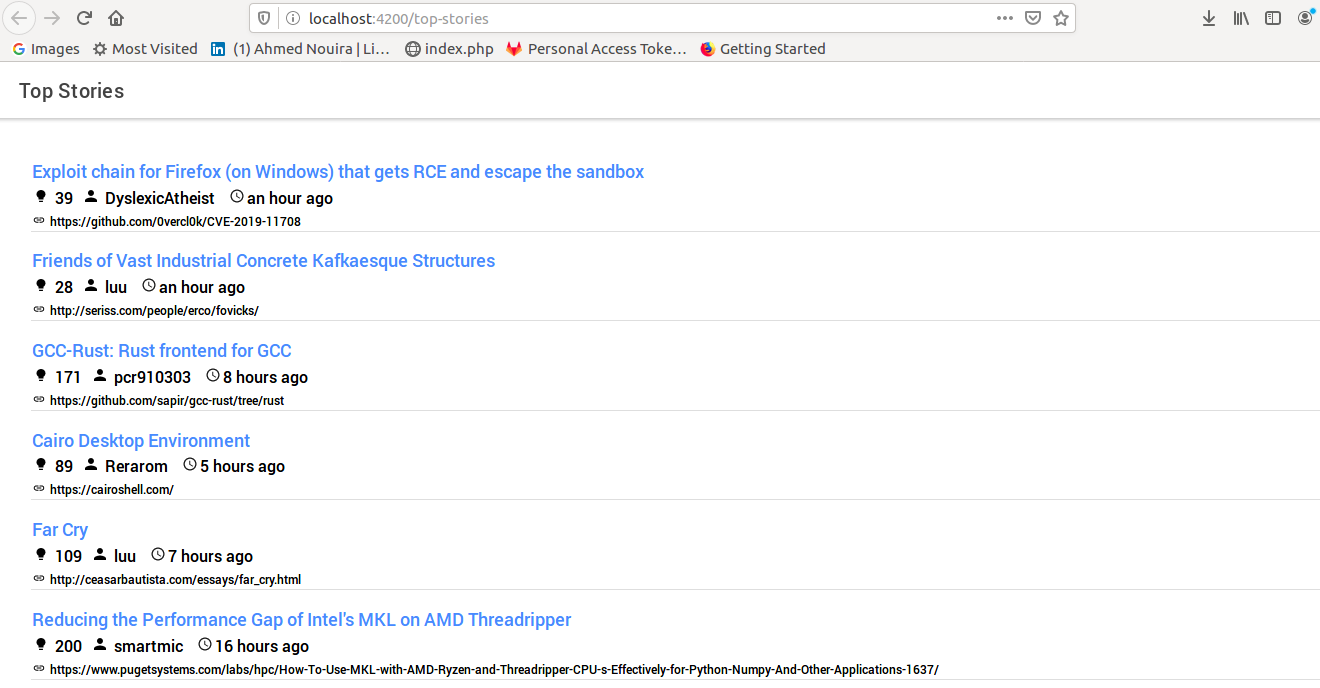 localhost:4200/top-stories
Images Most Visited (1) Ahmed Nouira | Li… index.php Personal Access Toke… Getting Started
Top Stories
Exploit chain for Firefox (on Windows) that gets RCE and escape the sandbox
39 DyslexicAtheist an hour ago
https://github.com/0vercl0k/CVE-2019-11708
Friends of Vast Industrial Concrete Kafkaesque Structures
28 luu an hour ago
http://seriss.com/people/erco/fovicks/
GCC-Rust: Rust frontend for GCC
171 pcr910303 8 hours ago
https://github.com/sapir/gcc-rust/tree/rust
Cairo Desktop Environment
89 Rerarom 5 hours ago
https://cairoshell.com/
Far Cry
109 luu 7 hours ago
http://ceasarbautista.com/essays/far_cry.html
Reducing the Performance Gap of Intel's MKL on AMD Threadripper
200 smartmic 16 hours ago
https://www.pugetsystems.com/labs/hpc/How-To-Use-MKL-with-AMD-Ryzen-and-Threadripper-CPU-s-Effectively-for-Python-Numpy-And-Other-Applications-1637/